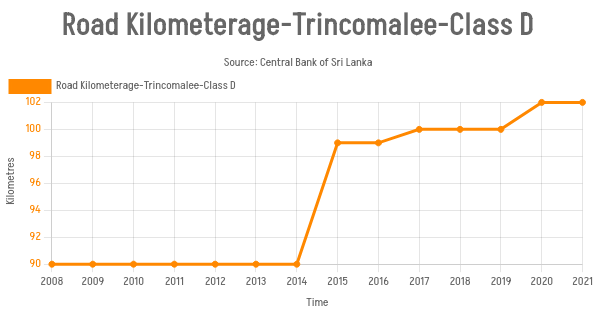 Road Kilometerage-Trincomalee-Class D
Source: Central Bank of Sri Lanka
Road Kilometerage-Trincomalee-Class D
102
100
98
96
94
92
90
Kilometres
2008 2009 2010 2011 2012 2013 2014 2015 2016 2017 2018 2019 2020 2021
Time